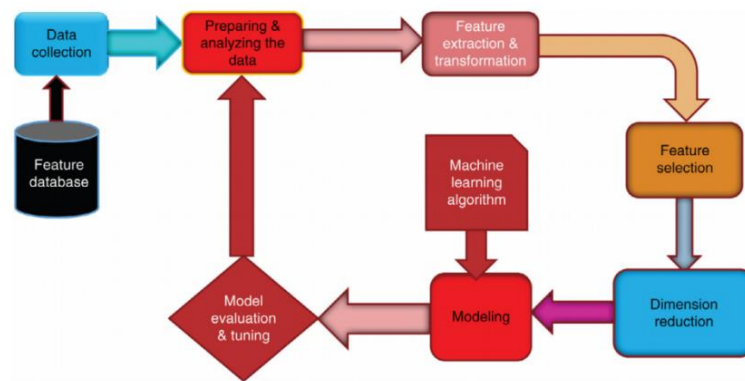 Data
collection
Preparing &
analyzing the
data
Feature
extraction &
transformation
Feature
database
Machine
learning
algorithm
Feature
selection
Model
evaluation
& tuning
Modeling
Dimension
reduction